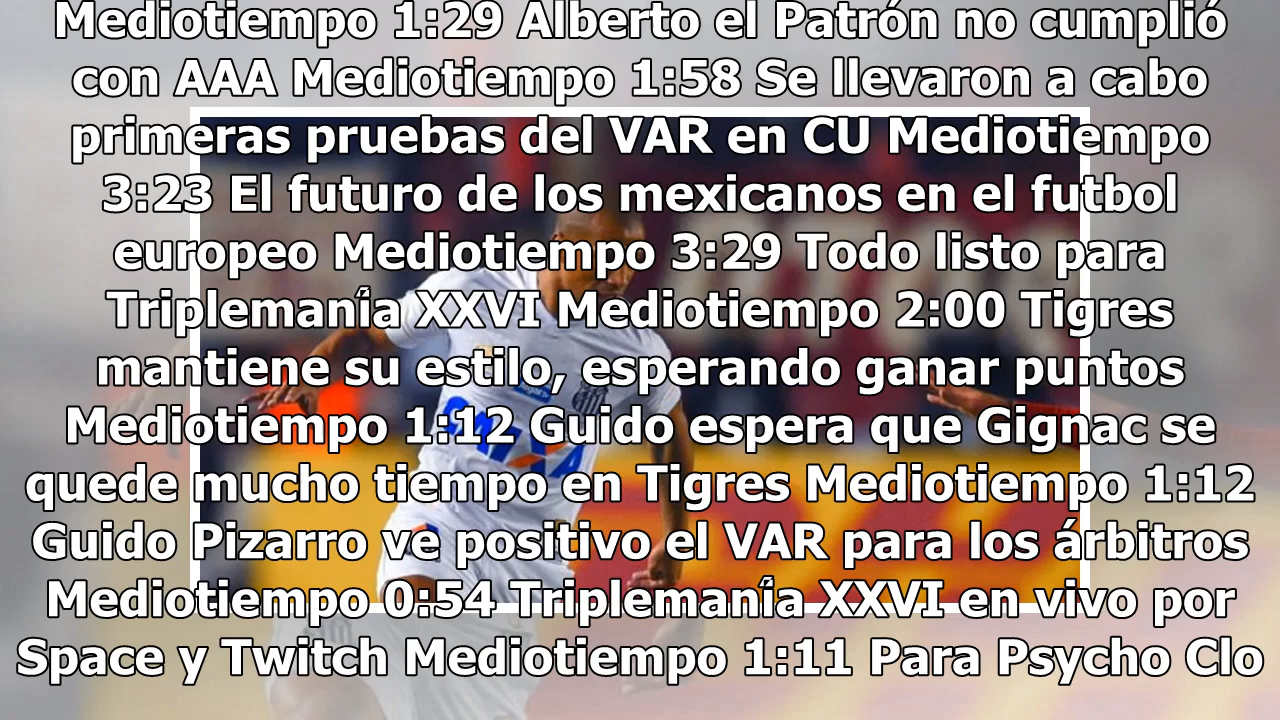 Mediotiempo 1:29 Alberto el Patrón no cumplió
con AAA Mediotiempo 1:58 Se llevaron a cabo
primeras pruebas del VAR en CU Mediotiempo
3:23 El futuro de los mexicanos en el futbol
europeo Mediotiempo 3:29 Todo listo para
Triplemanía XXVI Mediotiempo 2:00 Tigres
mantiene su estilo, esperando ganar puntos
Mediotiempo 1:12 Guido espera que Gignac se
quede mucho tiempo en Tigres Mediotiempo 1:12
Guido Pizarro ve positivo el VAR para los árbitros
Mediotiempo 0:54 Triplemanía XXVI en vivo por
Space y Twitch Mediotiempo 1:11 Para Psycho Clo